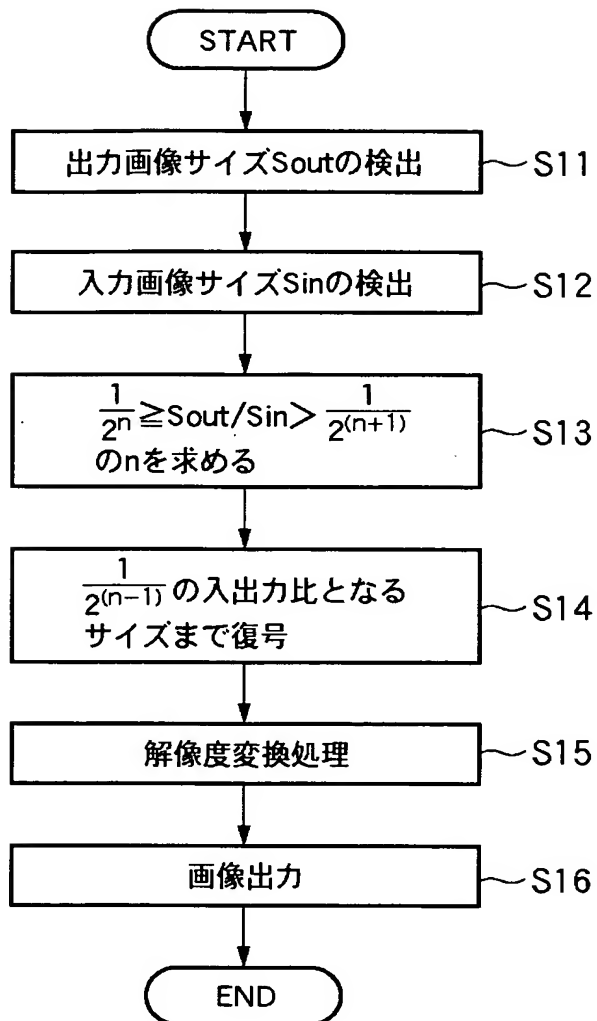 START
出力画像サイズSoutの検出
S11
入力画像サイズSinの検出
S12
1/2^n ≧Sout/Sin> 1/2^(n+1)
のnを求める
S13
1/2^(n-1) の入出力比となる
サイズまで復号
S14
解像度変換処理
S15
画像出力
S16
END